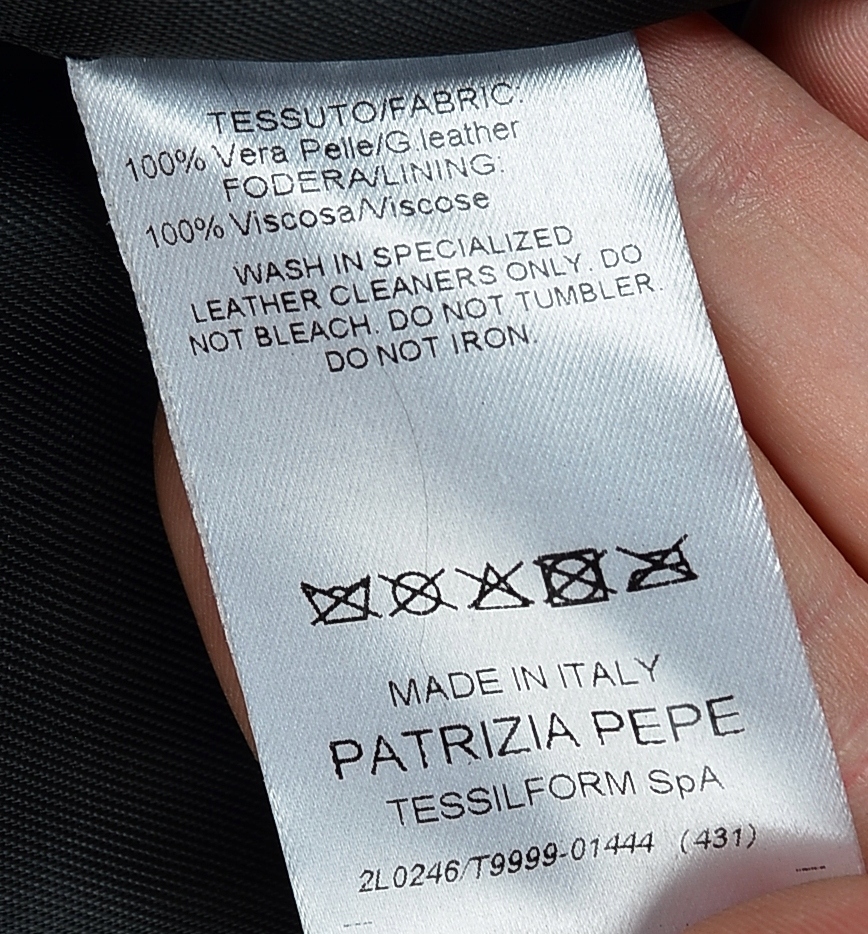 TESSUTO/FABRIC:
100% Vera Pelle/G.leather
FODERA/LINING:
100% Viscosa/Viscose
WASH IN SPECIALIZED
LEATHER CLEANERS ONLY. DO
NOT BLEACH. DO NOT TUMBLER.
DO NOT IRON.
MADE IN ITALY
PATRIZIA PEPE
TESSILFORM SpA
2L0246/T9999-01444 (431)